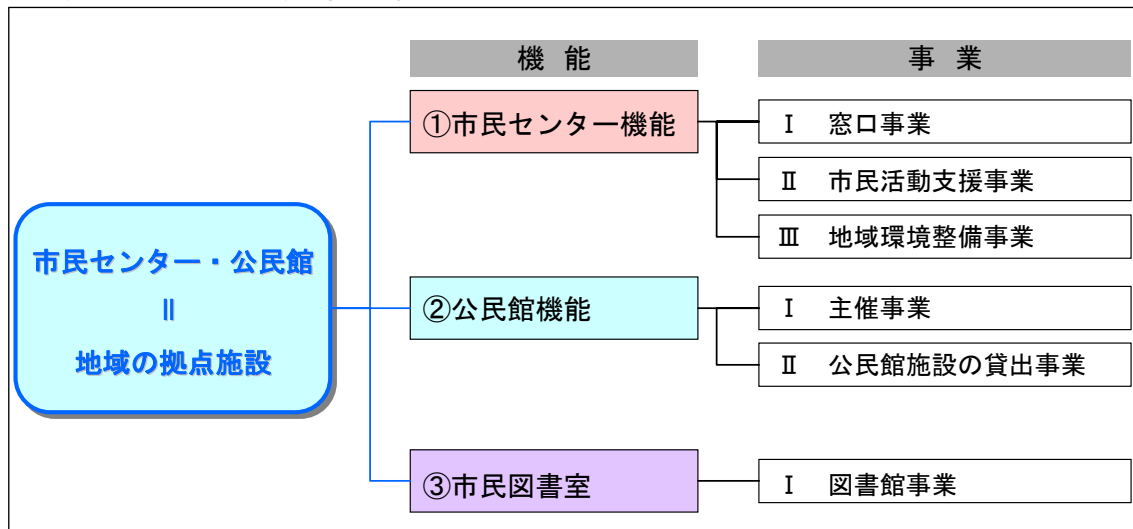 機能
事業
市民センター・公民館
＝
地域の拠点施設
①市民センター機能
Ⅰ 窓口事業
Ⅱ 市民活動支援事業
Ⅲ 地域環境整備事業
②公民館機能
Ⅰ 主催事業
Ⅱ 公民館施設の貸出事業
③市民図書室
Ⅰ 図書館事業